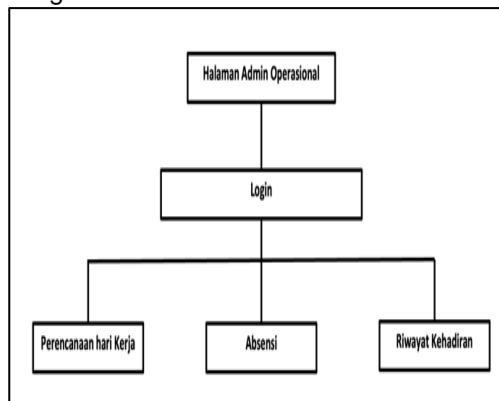 Halaman Admin Operasional
Login
Perencanaan hari Kerja
Absensi
Riwayat Kehadiran